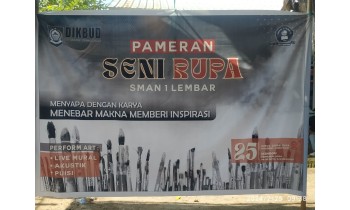 DIKBUD
PAMERAN
SENI RUPA
SMAN 1 LEMBAR
MENYAPA DENGAN KARYA
MENEBAR MAKNA MEMBERI INSPIRASI
PERFORM ART
• LIVE MURAL
• AKUSTIK
• PUISI
25